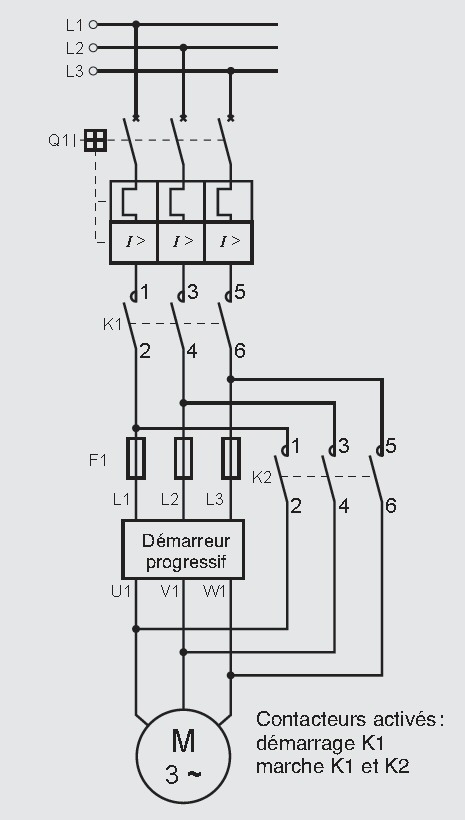 L1
L2
L3
Q1
I > I > I >
1 3 5
K1
2 4 6
1 3 5
F1
K2
L1 L2 L3
2 4 6
Démarreur
progressif
U1 V1 W1
M
3 ~
Contacteurs activés :
démarrage K1
marche K1 et K2